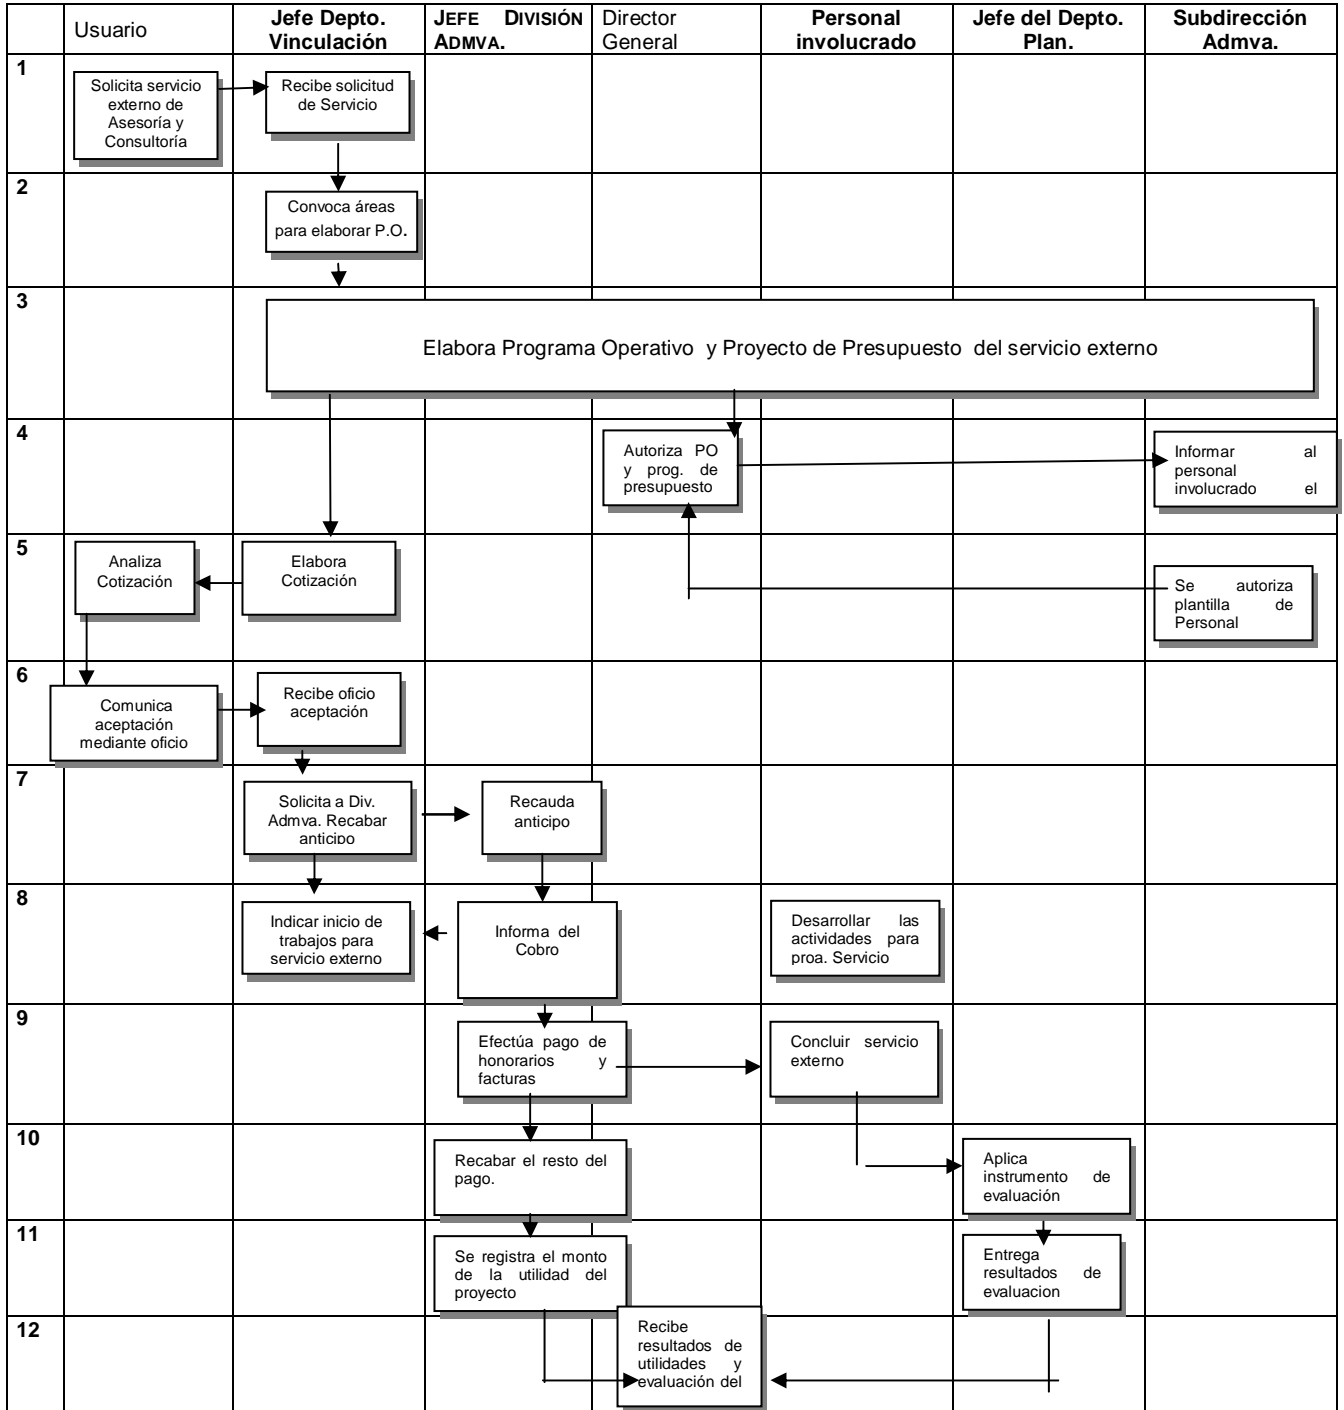 Usuario
Jefe Depto.
Vinculación
JEFE DIVISIÓN
ADMVA.
Director
General
Personal
involucrado
Jefe del Depto.
Plan.
Subdirección
Admva.
1
Solicita servicio
externo de
Asesoría y
Consultoría
Recibe solicitud
de Servicio
2
Convoca áreas
para elaborar P.O.
3
Elabora Programa Operativo y Proyecto de Presupuesto del servicio externo
4
Autoriza PO
y prog. de
presupuesto
Informar al
personal
involucrado el
5
Analiza
Cotización
Elabora
Cotización
Se autoriza
plantilla de
Personal
6
Comunica
aceptación
mediante oficio
Recibe oficio
aceptación
7
Solicita a Div.
Admva. Recabar
anticipo
Recauda
anticipo
8
Indicar inicio de
trabajos para
servicio externo
Informa del
Cobro
Desarrollar las
actividades para
proa. Servicio
9
Efectúa pago de
honorarios y
facturas
Concluir servicio
externo
10
Recabar el resto del
pago.
Aplica
instrumento de
evaluación
11
Se registra el monto
de la utilidad del
proyecto
Entrega
resultados de
evaluacion
12
Recibe
resultados de
utilidades y
evaluación del